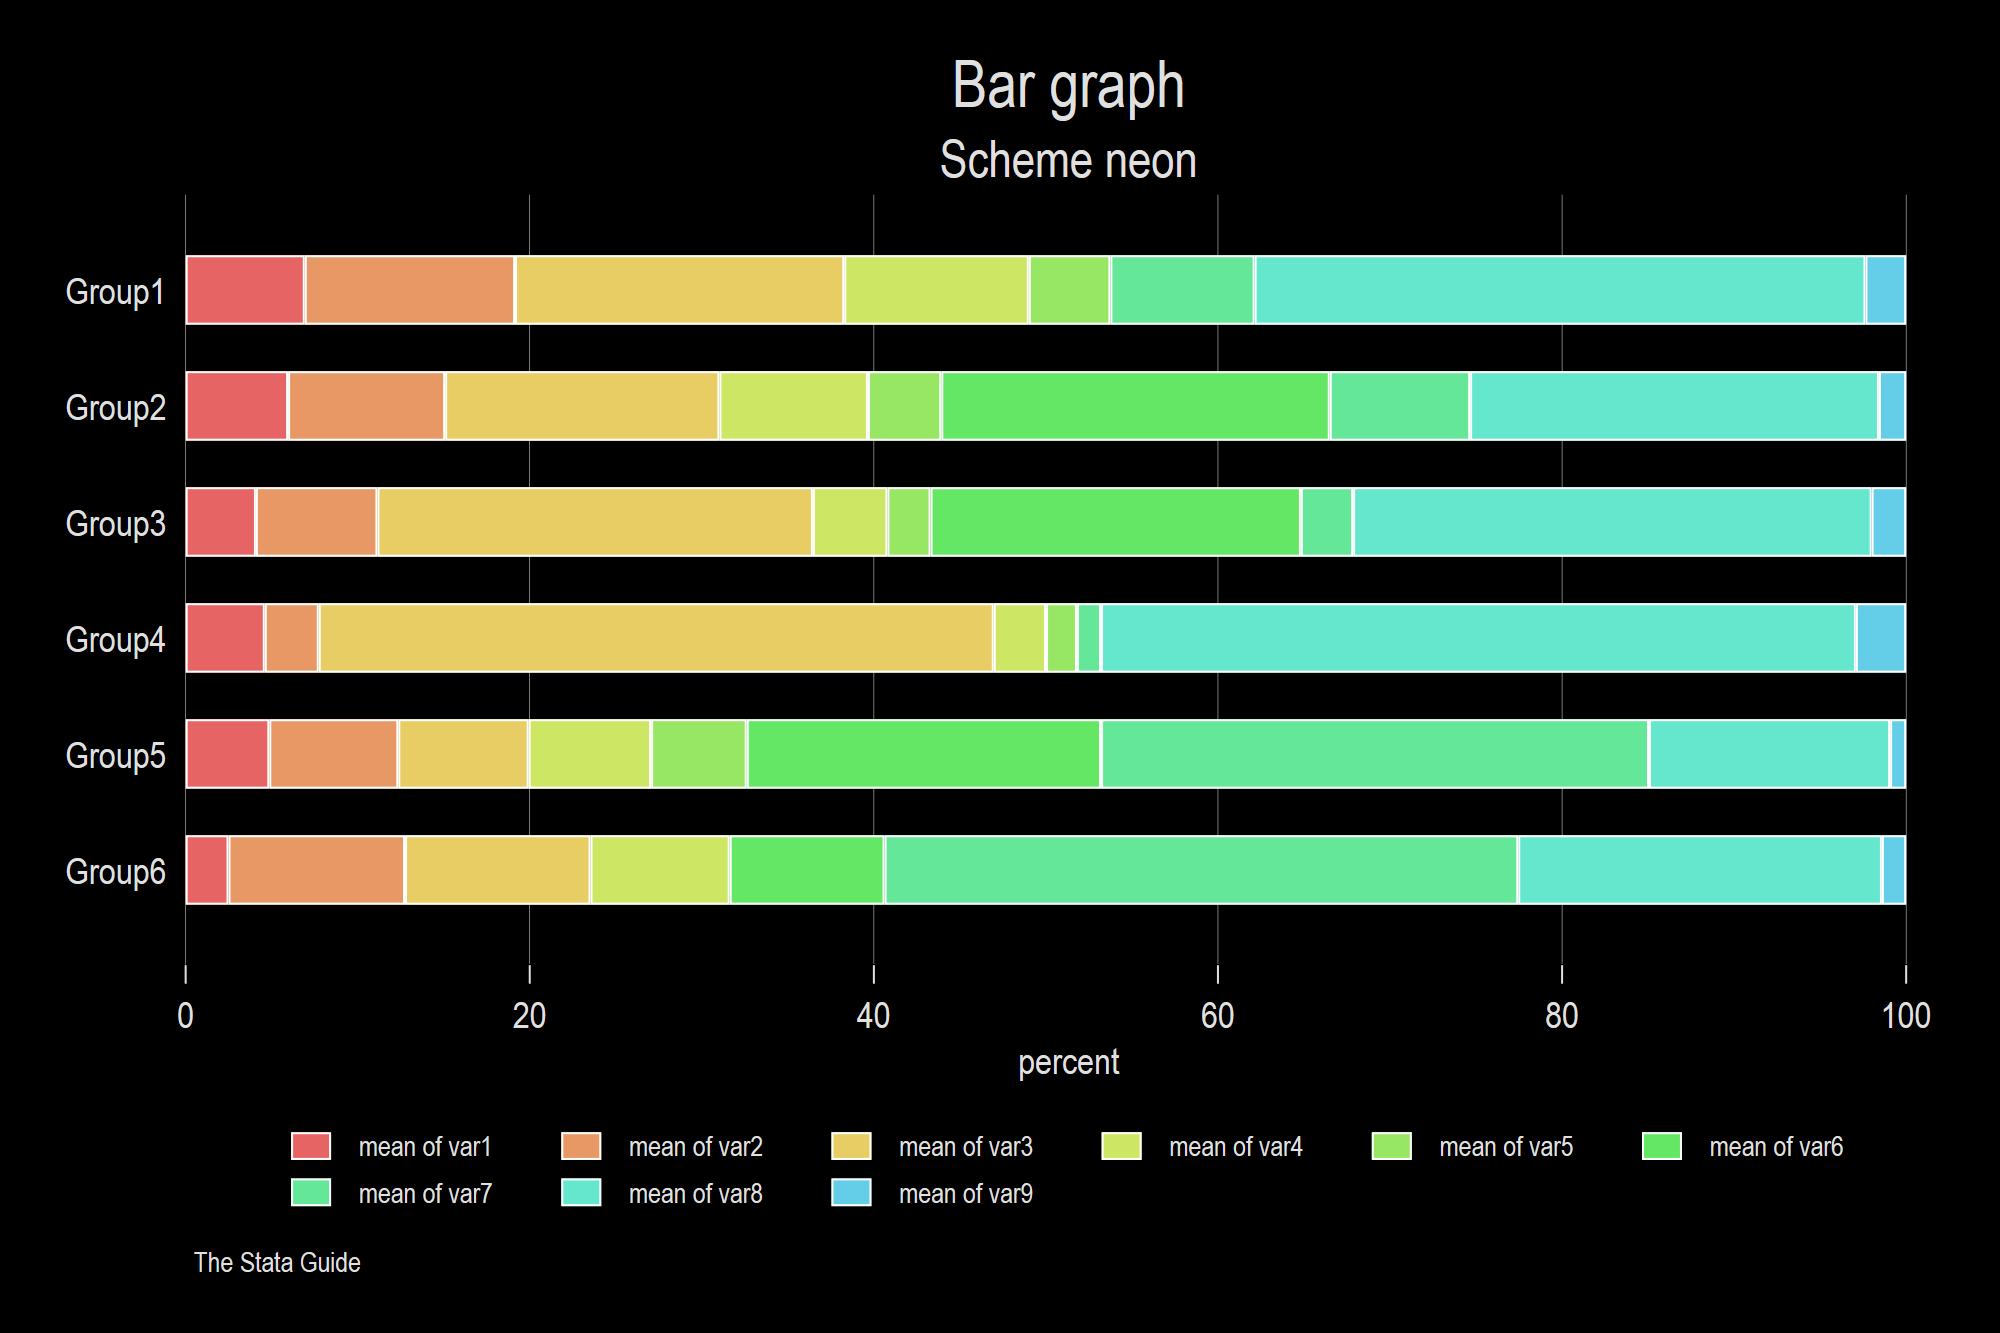 Bar graph
Scheme neon
Group1
Group2
Group3
Group4
Group5
Group6
0 20 40 60 80 100
percent
mean of var1 mean of var2 mean of var3 mean of var4 mean of var5 mean of var6
mean of var7 mean of var8 mean of var9
The Stata Guide